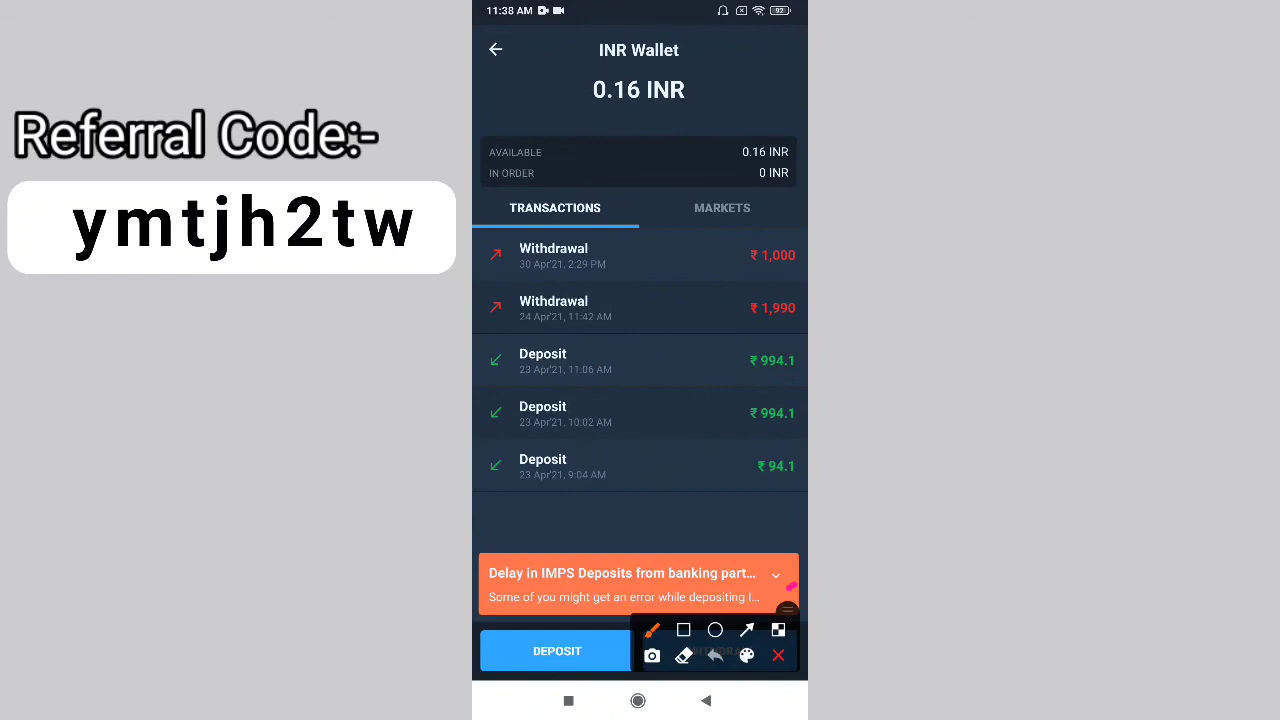 11:38 AM
92
INR Wallet
0.16 INR
Referral Code:-
ymtjh2tw
AVAILABLE 0.16 INR
IN ORDER 0 INR
TRANSACTIONS MARKETS
Withdrawal ₹ 1,000
30 Apr'21, 2:29 PM
Withdrawal ₹ 1,990
24 Apr'21, 11:42 AM
Deposit ₹ 994.1
23 Apr'21, 11:06 AM
Deposit ₹ 994.1
23 Apr'21, 10:02 AM
Deposit ₹ 94.1
23 Apr'21, 9:04 AM
Delay in IMPS Deposits from banking part...
Some of you might get an error while depositing I...
DEPOSIT